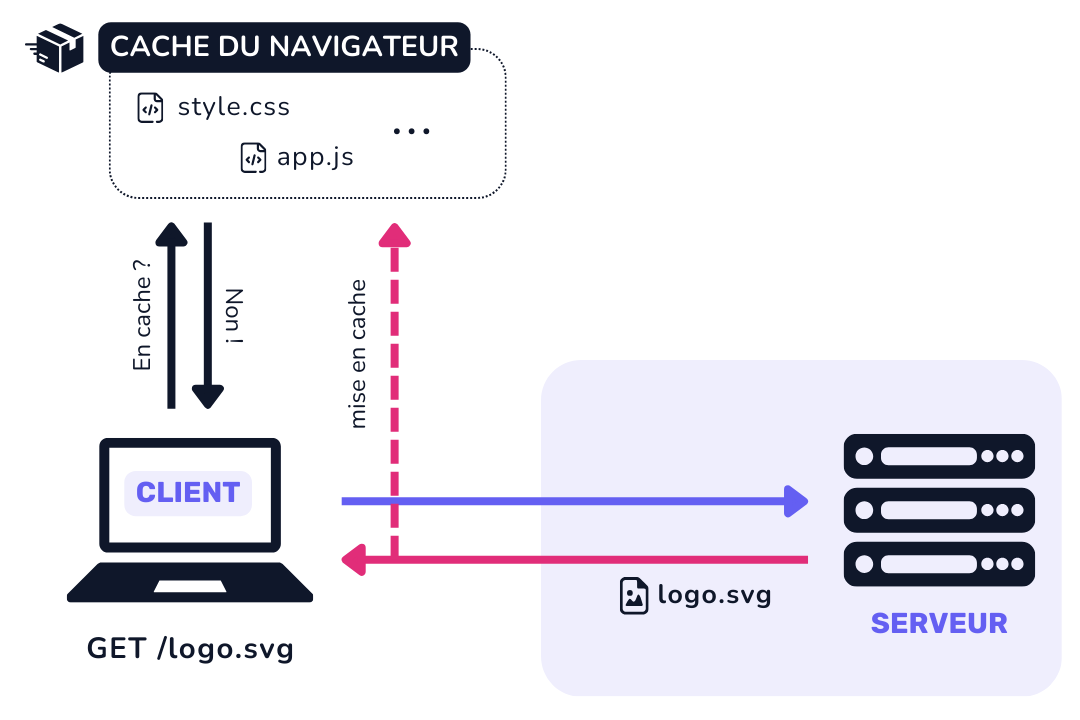 CACHE DU NAVIGATEUR
style.css
...
app.js
En cache ?
Non !
mise en cache
CLIENT
GET /logo.svg
logo.svg
SERVEUR